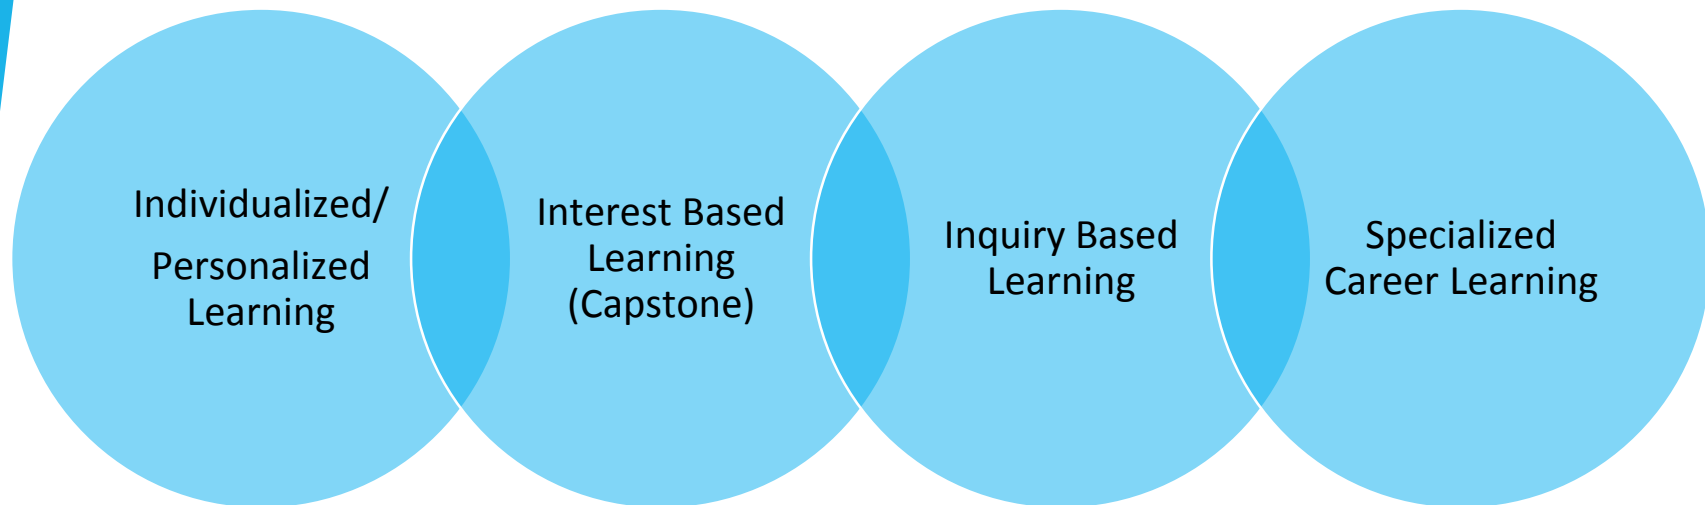 Individualized/
Personalized
Learning
Interest Based
Learning
(Capstone)
Inquiry Based
Learning
Specialized
Career Learning